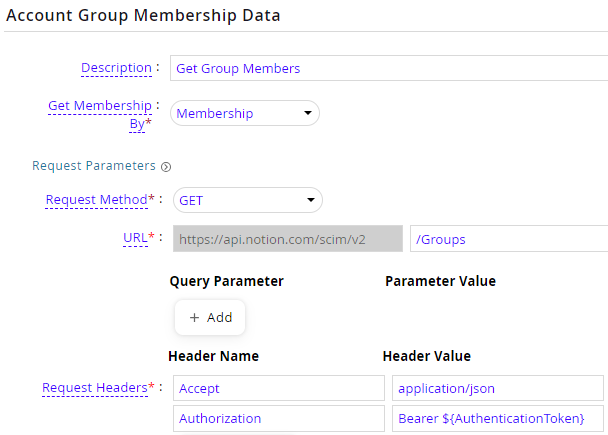 Account Group Membership Data
Description : Get Group Members
Get Membership By* : Membership
Request Parameters
Request Method* : GET
URL* : https://api.notion.com/scim/v2 /Groups
Query Parameter Parameter Value
+ Add
Header Name Header Value
Request Headers* : Accept application/json
Authorization Bearer ${AuthenticationToken}